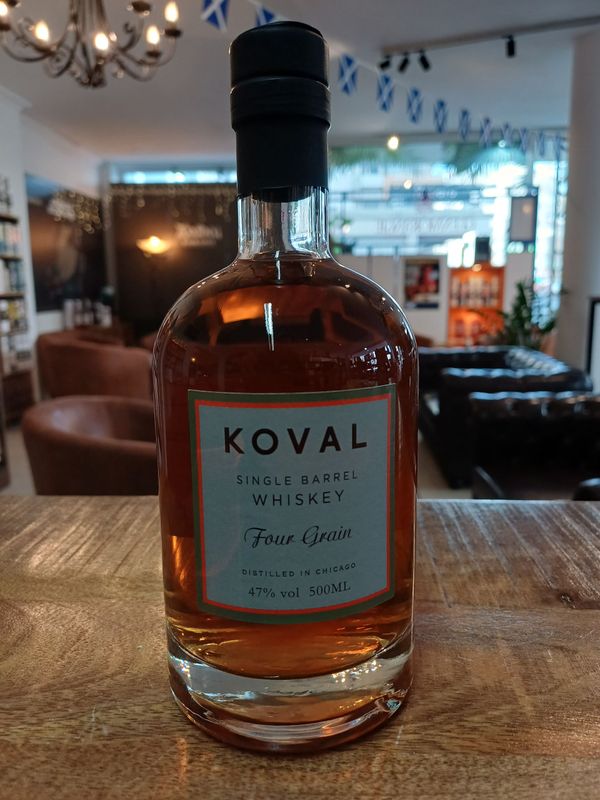 KOVAL
SINGLE BARREL
WHISKEY
Four Grain
DISTILLED IN CHICAGO
47% vol 500ML